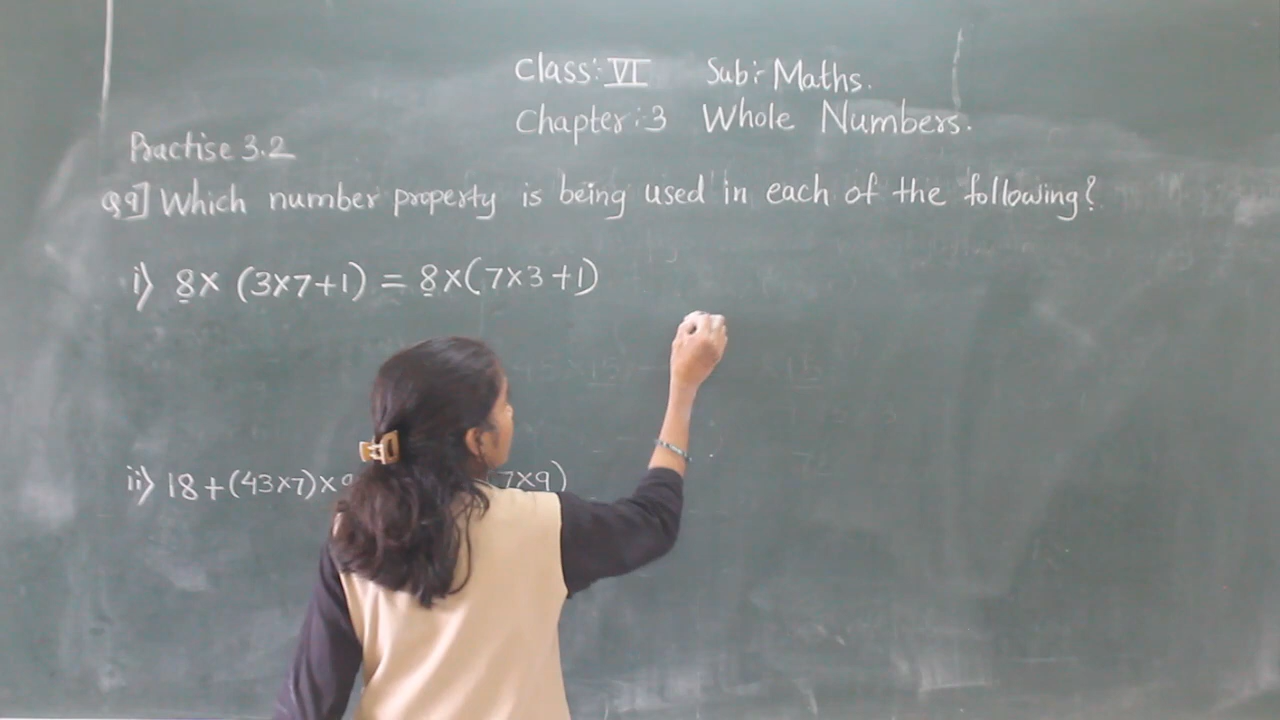 Class:- VI Sub:- Maths.
Chapter:3 Whole Numbers.
Practise 3.2
Q9] Which number property is being used in each of the following?
i) 8× (3×7+1) = 8×(7×3+1)
ii) 18+(43×7)×9 7×9)